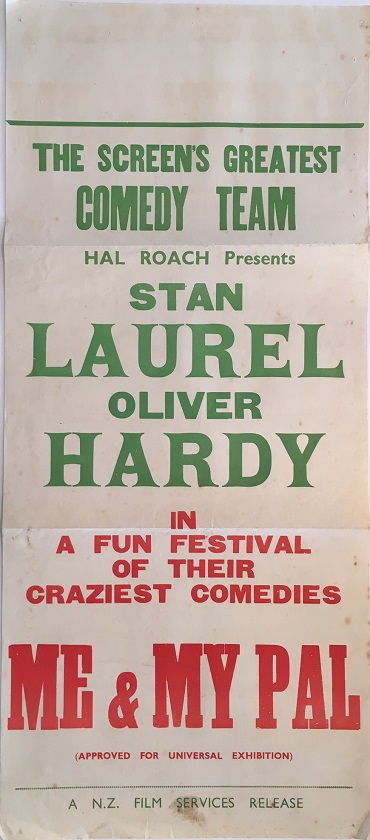 THE SCREEN'S GREATEST
COMEDY TEAM
HAL ROACH Presents
STAN
LAUREL
OLIVER
HARDY
IN
A FUN FESTIVAL
OF THEIR
CRAZIEST COMEDIES
ME & MY PAL
(APPROVED FOR UNIVERSAL EXHIBITION)
A N.Z. FILM SERVICES RELEASE